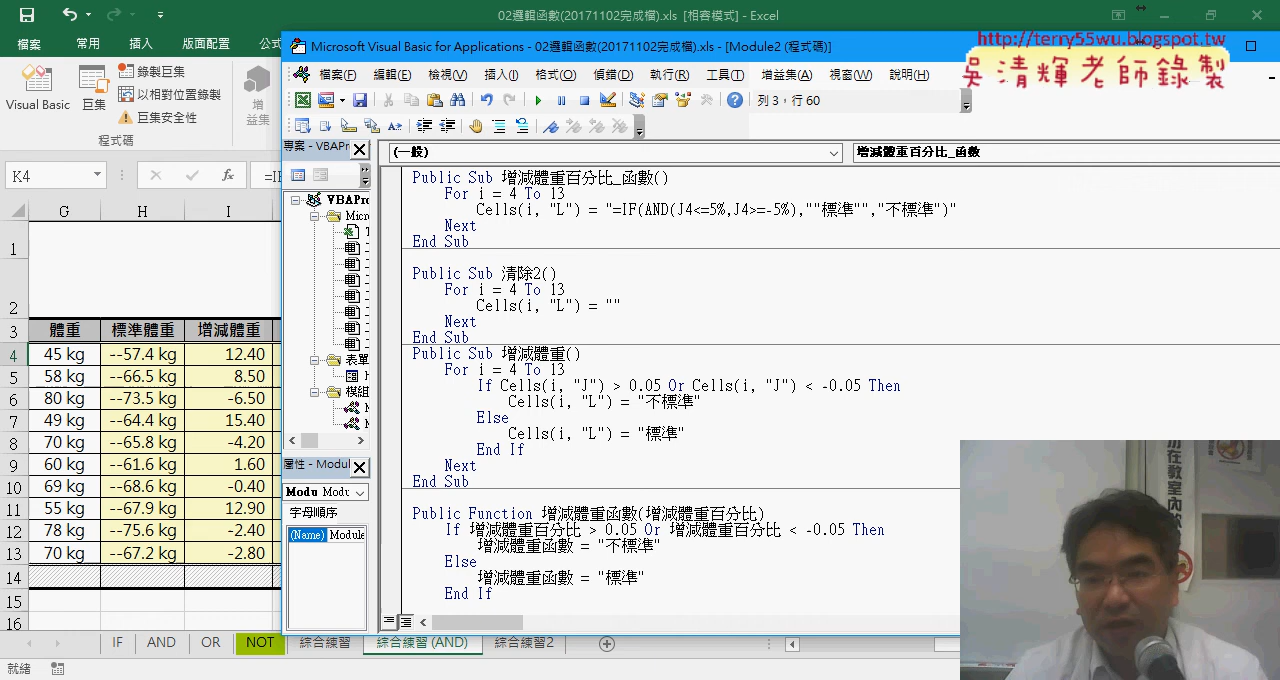 02邏輯函數(20171102完成檔).xls [相容模式] - Excel
檔案 常用 插入 版面配置 公式
Visual Basic 巨集 錄製巨集 以相對位置錄製 巨集安全性 增益集
程式碼
K4 fx
G H I
體重 標準體重 增減體重
4 45 kg --57.4 kg 12.40
5 58 kg --66.5 kg 8.50
6 80 kg --73.5 kg -6.50
7 49 kg --64.4 kg 15.40
8 70 kg --65.8 kg -4.20
9 60 kg --61.6 kg 1.60
10 69 kg --68.6 kg -0.40
11 55 kg --67.9 kg 12.90
12 78 kg --75.6 kg -2.40
13 70 kg --67.2 kg -2.80
14
15
16
IF AND OR NOT 綜合練習 綜合練習 (AND) 綜合練習2
就緒
Microsoft Visual Basic for Applications - 02邏輯函數(20171102完成檔).xls - [Module2 (程式碼)]
http://terry55wu.blogspot.tw
吳清輝老師錄製
檔案(F) 編輯(E) 檢視(V) 插入(I) 格式(O) 偵錯(D) 執行(R) 工具(T) 增益集(A) 視窗(W) 說明(H)
列 3，行 60
專案 - VBAPr
(一般) 增減體重百分比_函數
Public Sub 增減體重百分比_函數()
For i = 4 To 13
Cells(i, "L") = "=IF(AND(J4<=5%,J4>=-5%),""標準"","不標準")"
Next
End Sub
Public Sub 清除2()
For i = 4 To 13
Cells(i, "L") = ""
Next
End Sub
Public Sub 增減體重()
For i = 4 To 13
If Cells(i, "J") > 0.05 Or Cells(i, "J") < -0.05 Then
Cells(i, "L") = "不標準"
Else
Cells(i, "L") = "標準"
End If
Next
End Sub
Public Function 增減體重函數(增減體重百分比)
If 增減體重百分比 > 0.05 Or 增減體重百分比 < -0.05 Then
增減體重函數 = "不標準"
Else
增減體重函數 = "標準"
End If
屬性 - Modul
Modu Modu
字母順序
(Name) Module